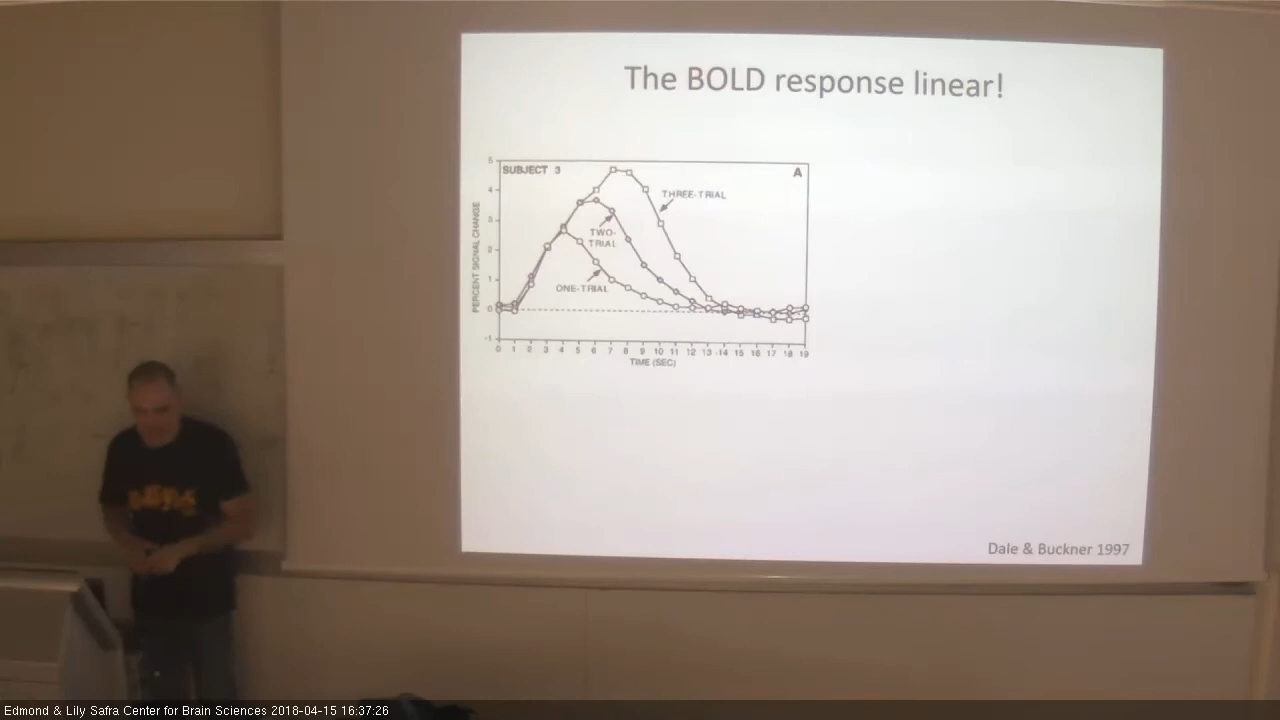 The BOLD response linear!
SUBJECT 3
A
PERCENT SIGNAL CHANGE
5
4
3
2
1
0
-1
THREE-TRIAL
TWO-
TRIAL
ONE-TRIAL
0 1 2 3 4 5 6 7 8 9 10 11 12 13 14 15 16 17 18 19
TIME (SEC)
Dale & Buckner 1997
Edmond & Lily Safra Center for Brain Sciences 2018-04-15 16:37:26